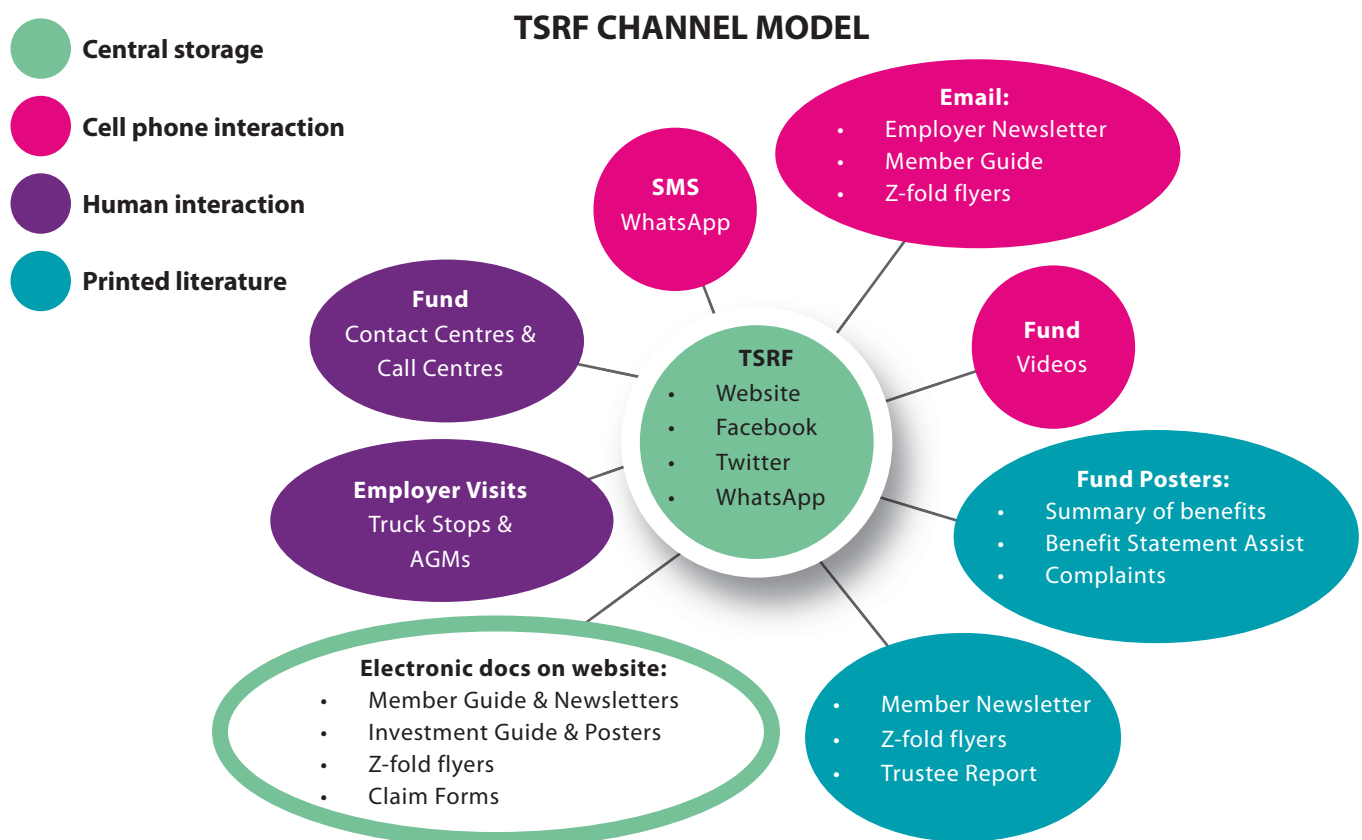 TSRF CHANNEL MODEL
Central storage
Cell phone interaction
Human interaction
Printed literature
Email:
• Employer Newsletter
• Member Guide
• Z-fold flyers
SMS
WhatsApp
Fund
Contact Centres &
Call Centres
Fund
Videos
TSRF
• Website
• Facebook
• Twitter
• WhatsApp
Employer Visits
Truck Stops &
AGMs
Fund Posters:
• Summary of benefits
• Benefit Statement Assist
• Complaints
Electronic docs on website:
• Member Guide & Newsletters
• Investment Guide & Posters
• Z-fold flyers
• Claim Forms
• Member Newsletter
• Z-fold flyers
• Trustee Report